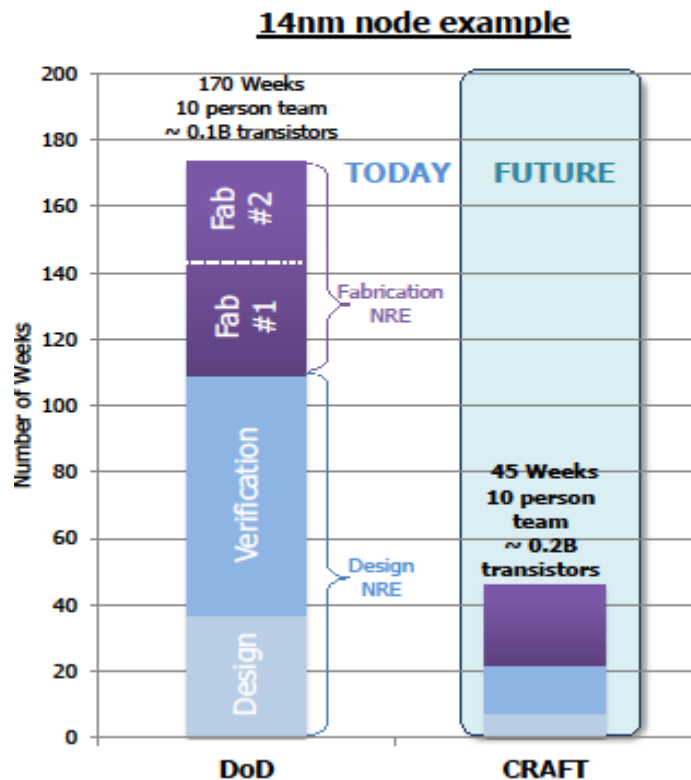 14nm node example
Number of Weeks
200
180
160
140
120
100
80
60
40
20
0
170 Weeks
10 person team
~ 0.1B transistors
TODAY
FUTURE
Fab
#2
Fab
#1
Fabrication
NRE
Verification
Design
NRE
Design
45 Weeks
10 person
team
~ 0.2B
transistors
DoD
CRAFT